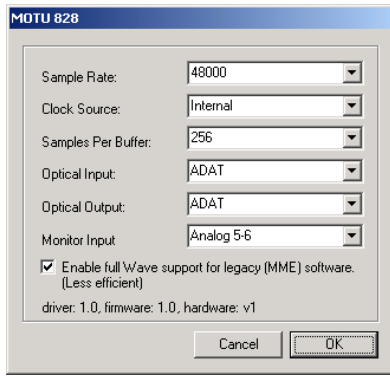 MOTU 828
Sample Rate: 48000
Clock Source: Internal
Samples Per Buffer: 256
Optical Input: ADAT
Optical Output: ADAT
Monitor Input Analog 5-6
Enable full Wave support for legacy (MME) software.
(Less efficient)
driver: 1.0, firmware: 1.0, hardware: v1
Cancel OK